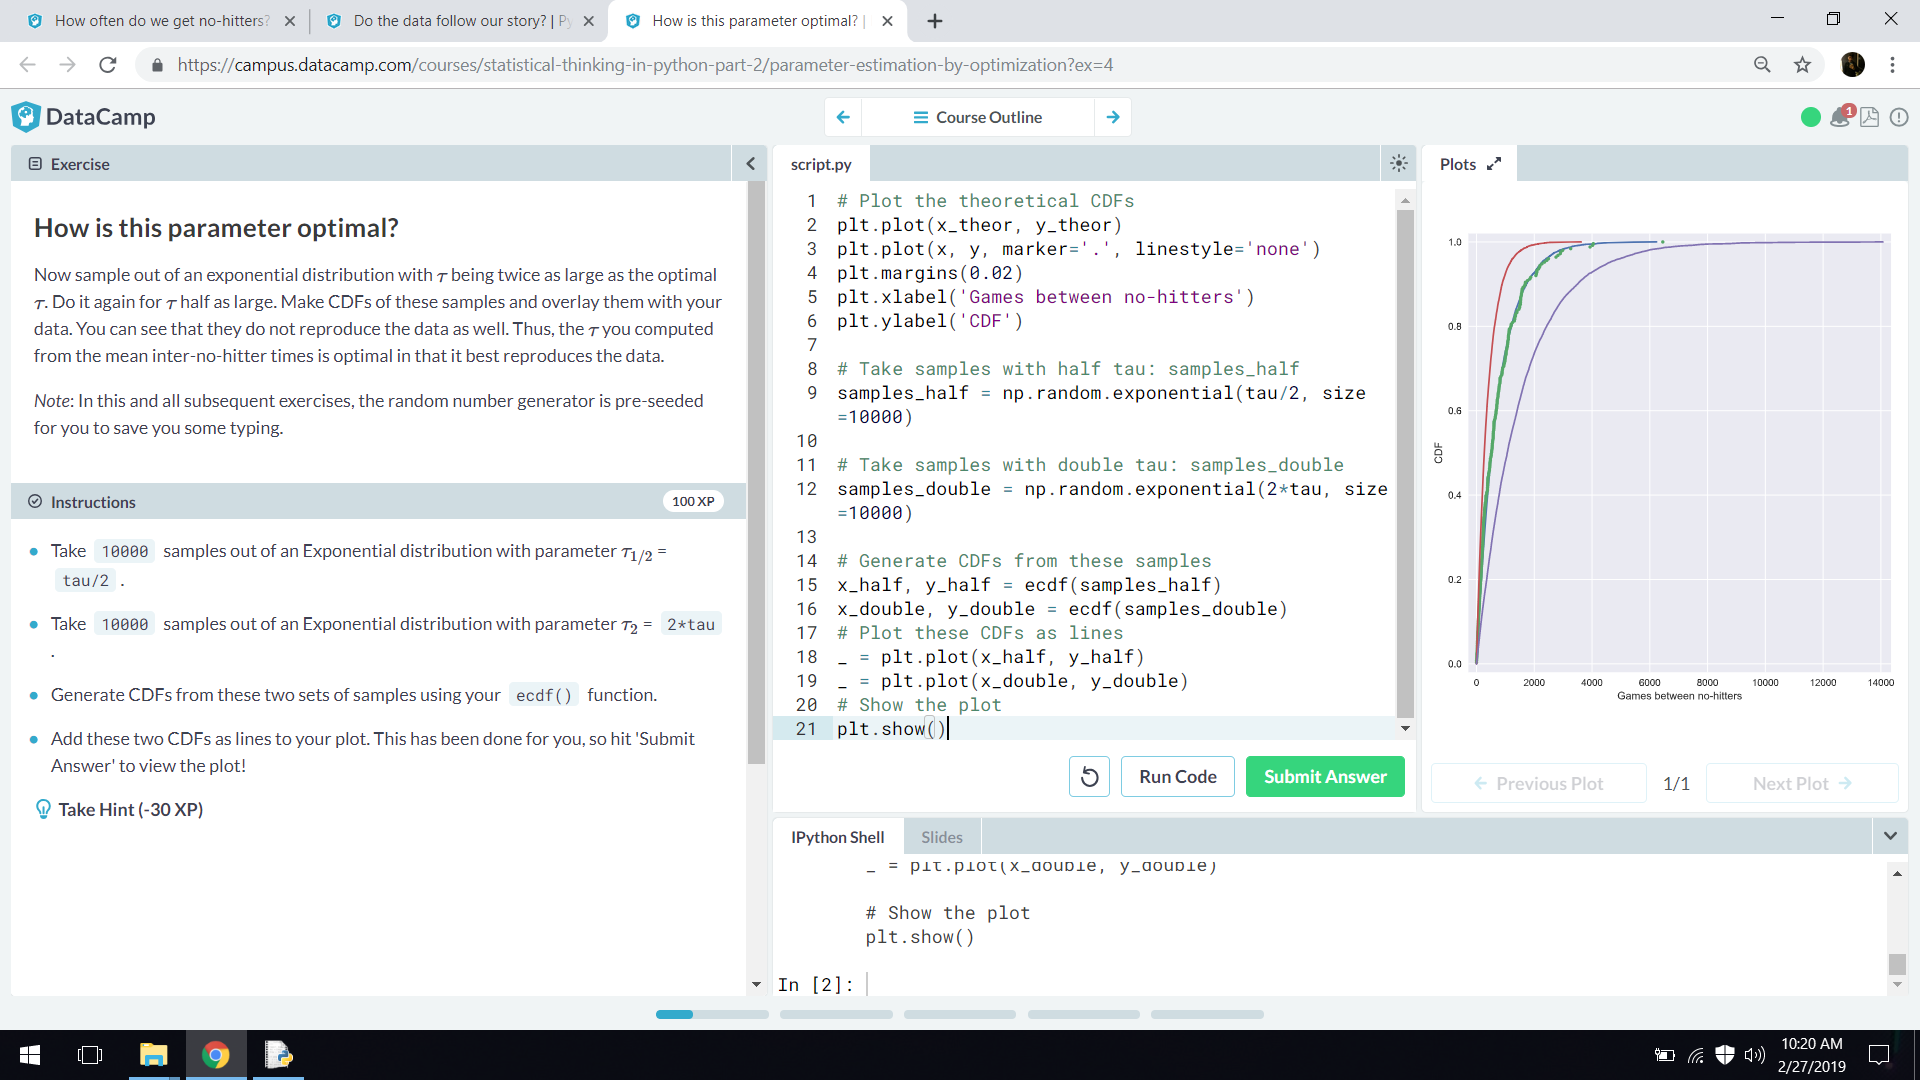 How often do we get no-hitters?
Do the data follow our story? | Py
How is this parameter optimal? |
https://campus.datacamp.com/courses/statistical-thinking-in-python-part-2/parameter-estimation-by-optimization?ex=4
DataCamp
Course Outline
1
Exercise
How is this parameter optimal?
Now sample out of an exponential distribution with τ being twice as large as the optimal
τ. Do it again for τ half as large. Make CDFs of these samples and overlay them with your
data. You can see that they do not reproduce the data as well. Thus, the τ you computed
from the mean inter-no-hitter times is optimal in that it best reproduces the data.
Note: In this and all subsequent exercises, the random number generator is pre-seeded
for you to save you some typing.
Instructions
100 XP
Take 10000 samples out of an Exponential distribution with parameter τ1/2 =
tau/2 .
Take 10000 samples out of an Exponential distribution with parameter τ2 = 2*tau
.
Generate CDFs from these two sets of samples using your ecdf() function.
Add these two CDFs as lines to your plot. This has been done for you, so hit 'Submit
Answer' to view the plot!
Take Hint (-30 XP)
script.py
1 # Plot the theoretical CDFs
2 plt.plot(x_theor, y_theor)
3 plt.plot(x, y, marker='.', linestyle='none')
4 plt.margins(0.02)
5 plt.xlabel('Games between no-hitters')
6 plt.ylabel('CDF')
7
8 # Take samples with half tau: samples_half
9 samples_half = np.random.exponential(tau/2, size
=10000)
10
11 # Take samples with double tau: samples_double
12 samples_double = np.random.exponential(2*tau, size
=10000)
13
14 # Generate CDFs from these samples
15 x_half, y_half = ecdf(samples_half)
16 x_double, y_double = ecdf(samples_double)
17 # Plot these CDFs as lines
18 _ = plt.plot(x_half, y_half)
19 _ = plt.plot(x_double, y_double)
20 # Show the plot
21 plt.show()
Run Code
Submit Answer
Plots
1.0
0.8
0.6
0.4
0.2
0.0
CDF
0 2000 4000 6000 8000 10000 12000 14000
Games between no-hitters
Previous Plot
1/1
Next Plot
IPython Shell
Slides
_ = plt.plot(x_double, y_double)
# Show the plot
plt.show()
In [2]:
10:20 AM
2/27/2019